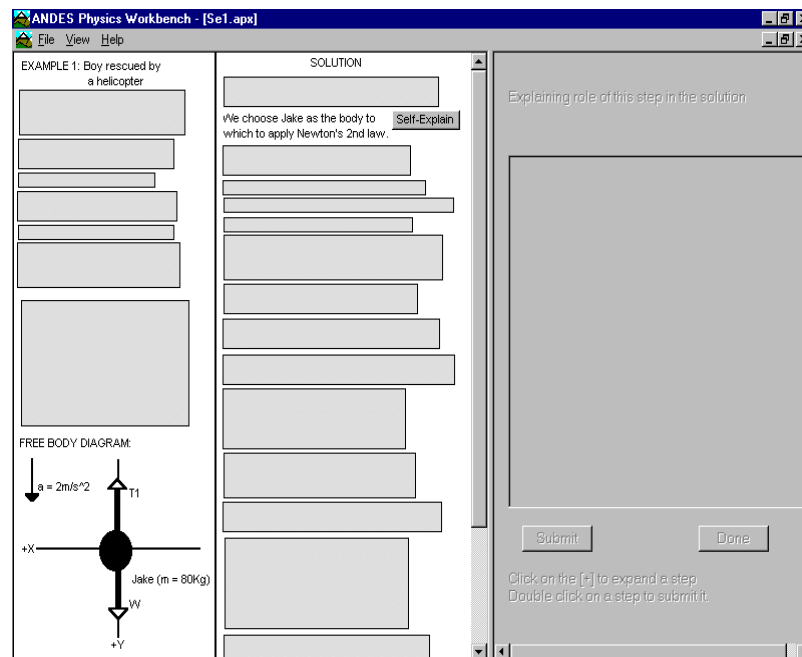 ANDES Physics Workbench - [Se1.apx]
File View Help
EXAMPLE 1: Boy rescued by
a helicopter
FREE BODY DIAGRAM:
a = 2m/s^2
T1
+X
Jake (m = 80Kg)
W
+Y
SOLUTION
We choose Jake as the body to
which to apply Newton's 2nd law.
Self-Explain
Explaining role of this step in the solution
Submit
Done
Click on the [+] to expand a step
Double click on a step to submit it.